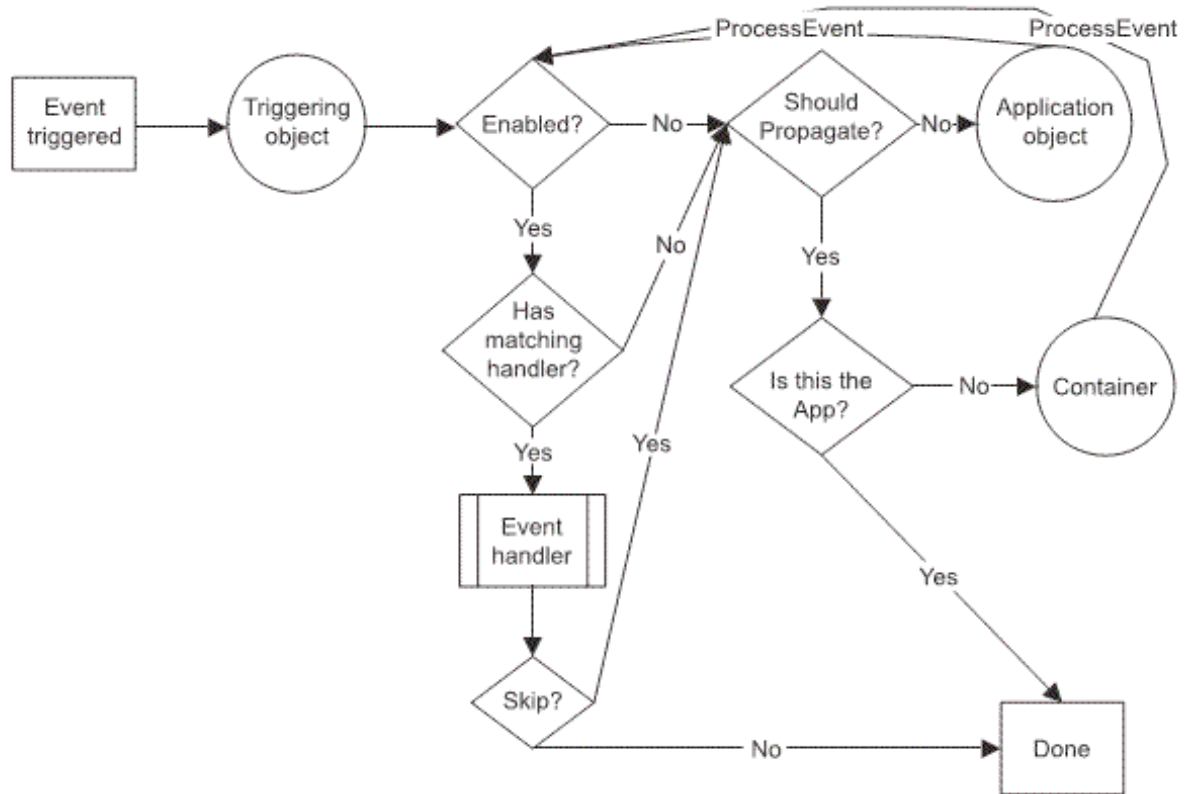 ProcessEvent
ProcessEvent
Event
triggered
Triggering
object
Enabled?
No
Should
Propagate?
No
Application
object
Yes
No
Yes
Has
matching
handler?
Is this the
App?
No
Container
Yes
Yes
Event
handler
Yes
Skip?
No
Done